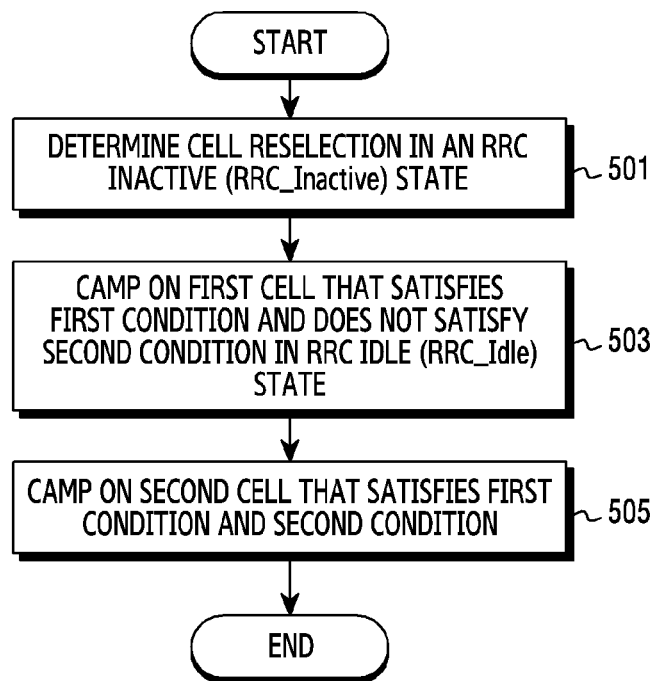 START
DETERMINE CELL RESELECTION IN AN RRC
INACTIVE (RRC_Inactive) STATE
501
CAMP ON FIRST CELL THAT SATISFIES
FIRST CONDITION AND DOES NOT SATISFY
SECOND CONDITION IN RRC IDLE (RRC_Idle)
STATE
503
CAMP ON SECOND CELL THAT SATISFIES FIRST
CONDITION AND SECOND CONDITION
505
END